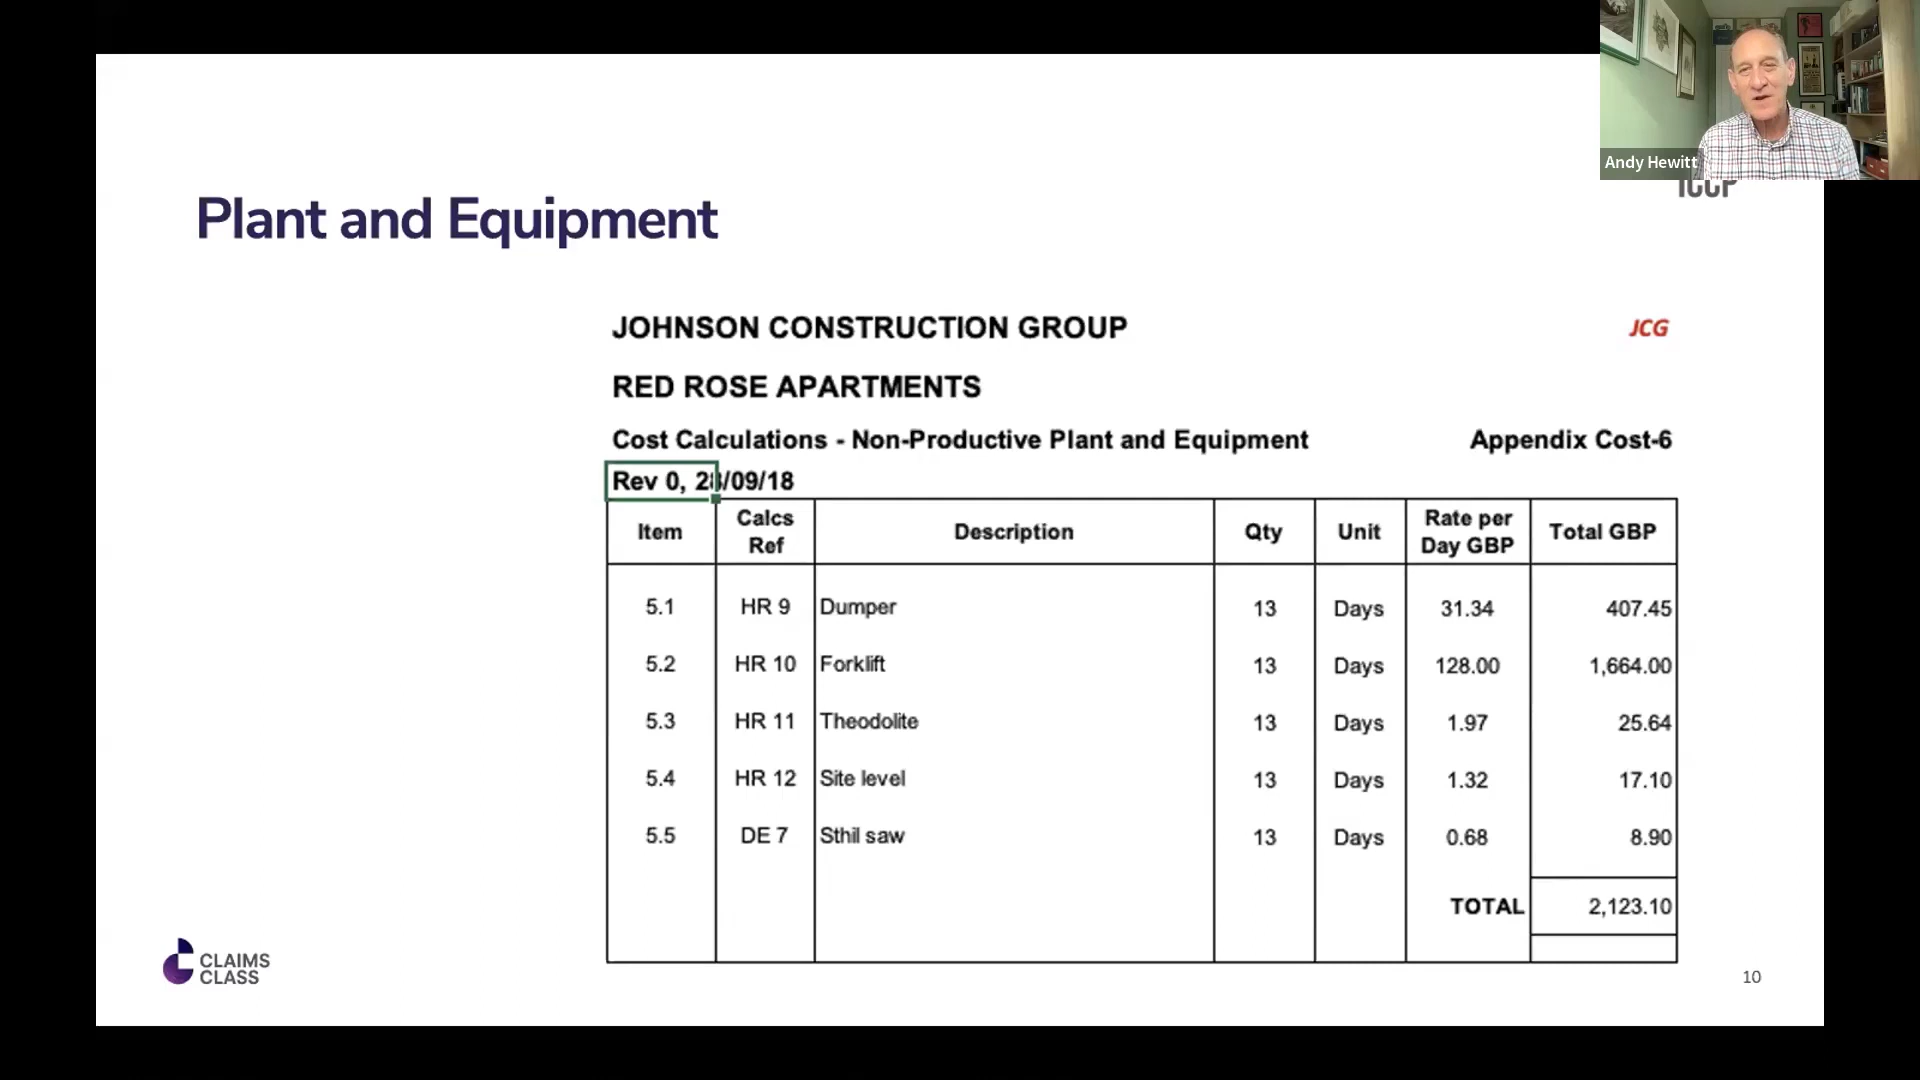 Andy Hewitt
Plant and Equipment
JOHNSON CONSTRUCTION GROUP
JCG
RED ROSE APARTMENTS
Cost Calculations - Non-Productive Plant and Equipment
Appendix Cost-6
Rev 0, 28/09/18
Item Calcs Ref Description Qty Unit Rate per Day GBP Total GBP
5.1 HR 9 Dumper 13 Days 31.34 407.45
5.2 HR 10 Forklift 13 Days 128.00 1,664.00
5.3 HR 11 Theodolite 13 Days 1.97 25.64
5.4 HR 12 Site level 13 Days 1.32 17.10
5.5 DE 7 Sthil saw 13 Days 0.68 8.90
TOTAL 2,123.10
CLAIMS
CLASS
10